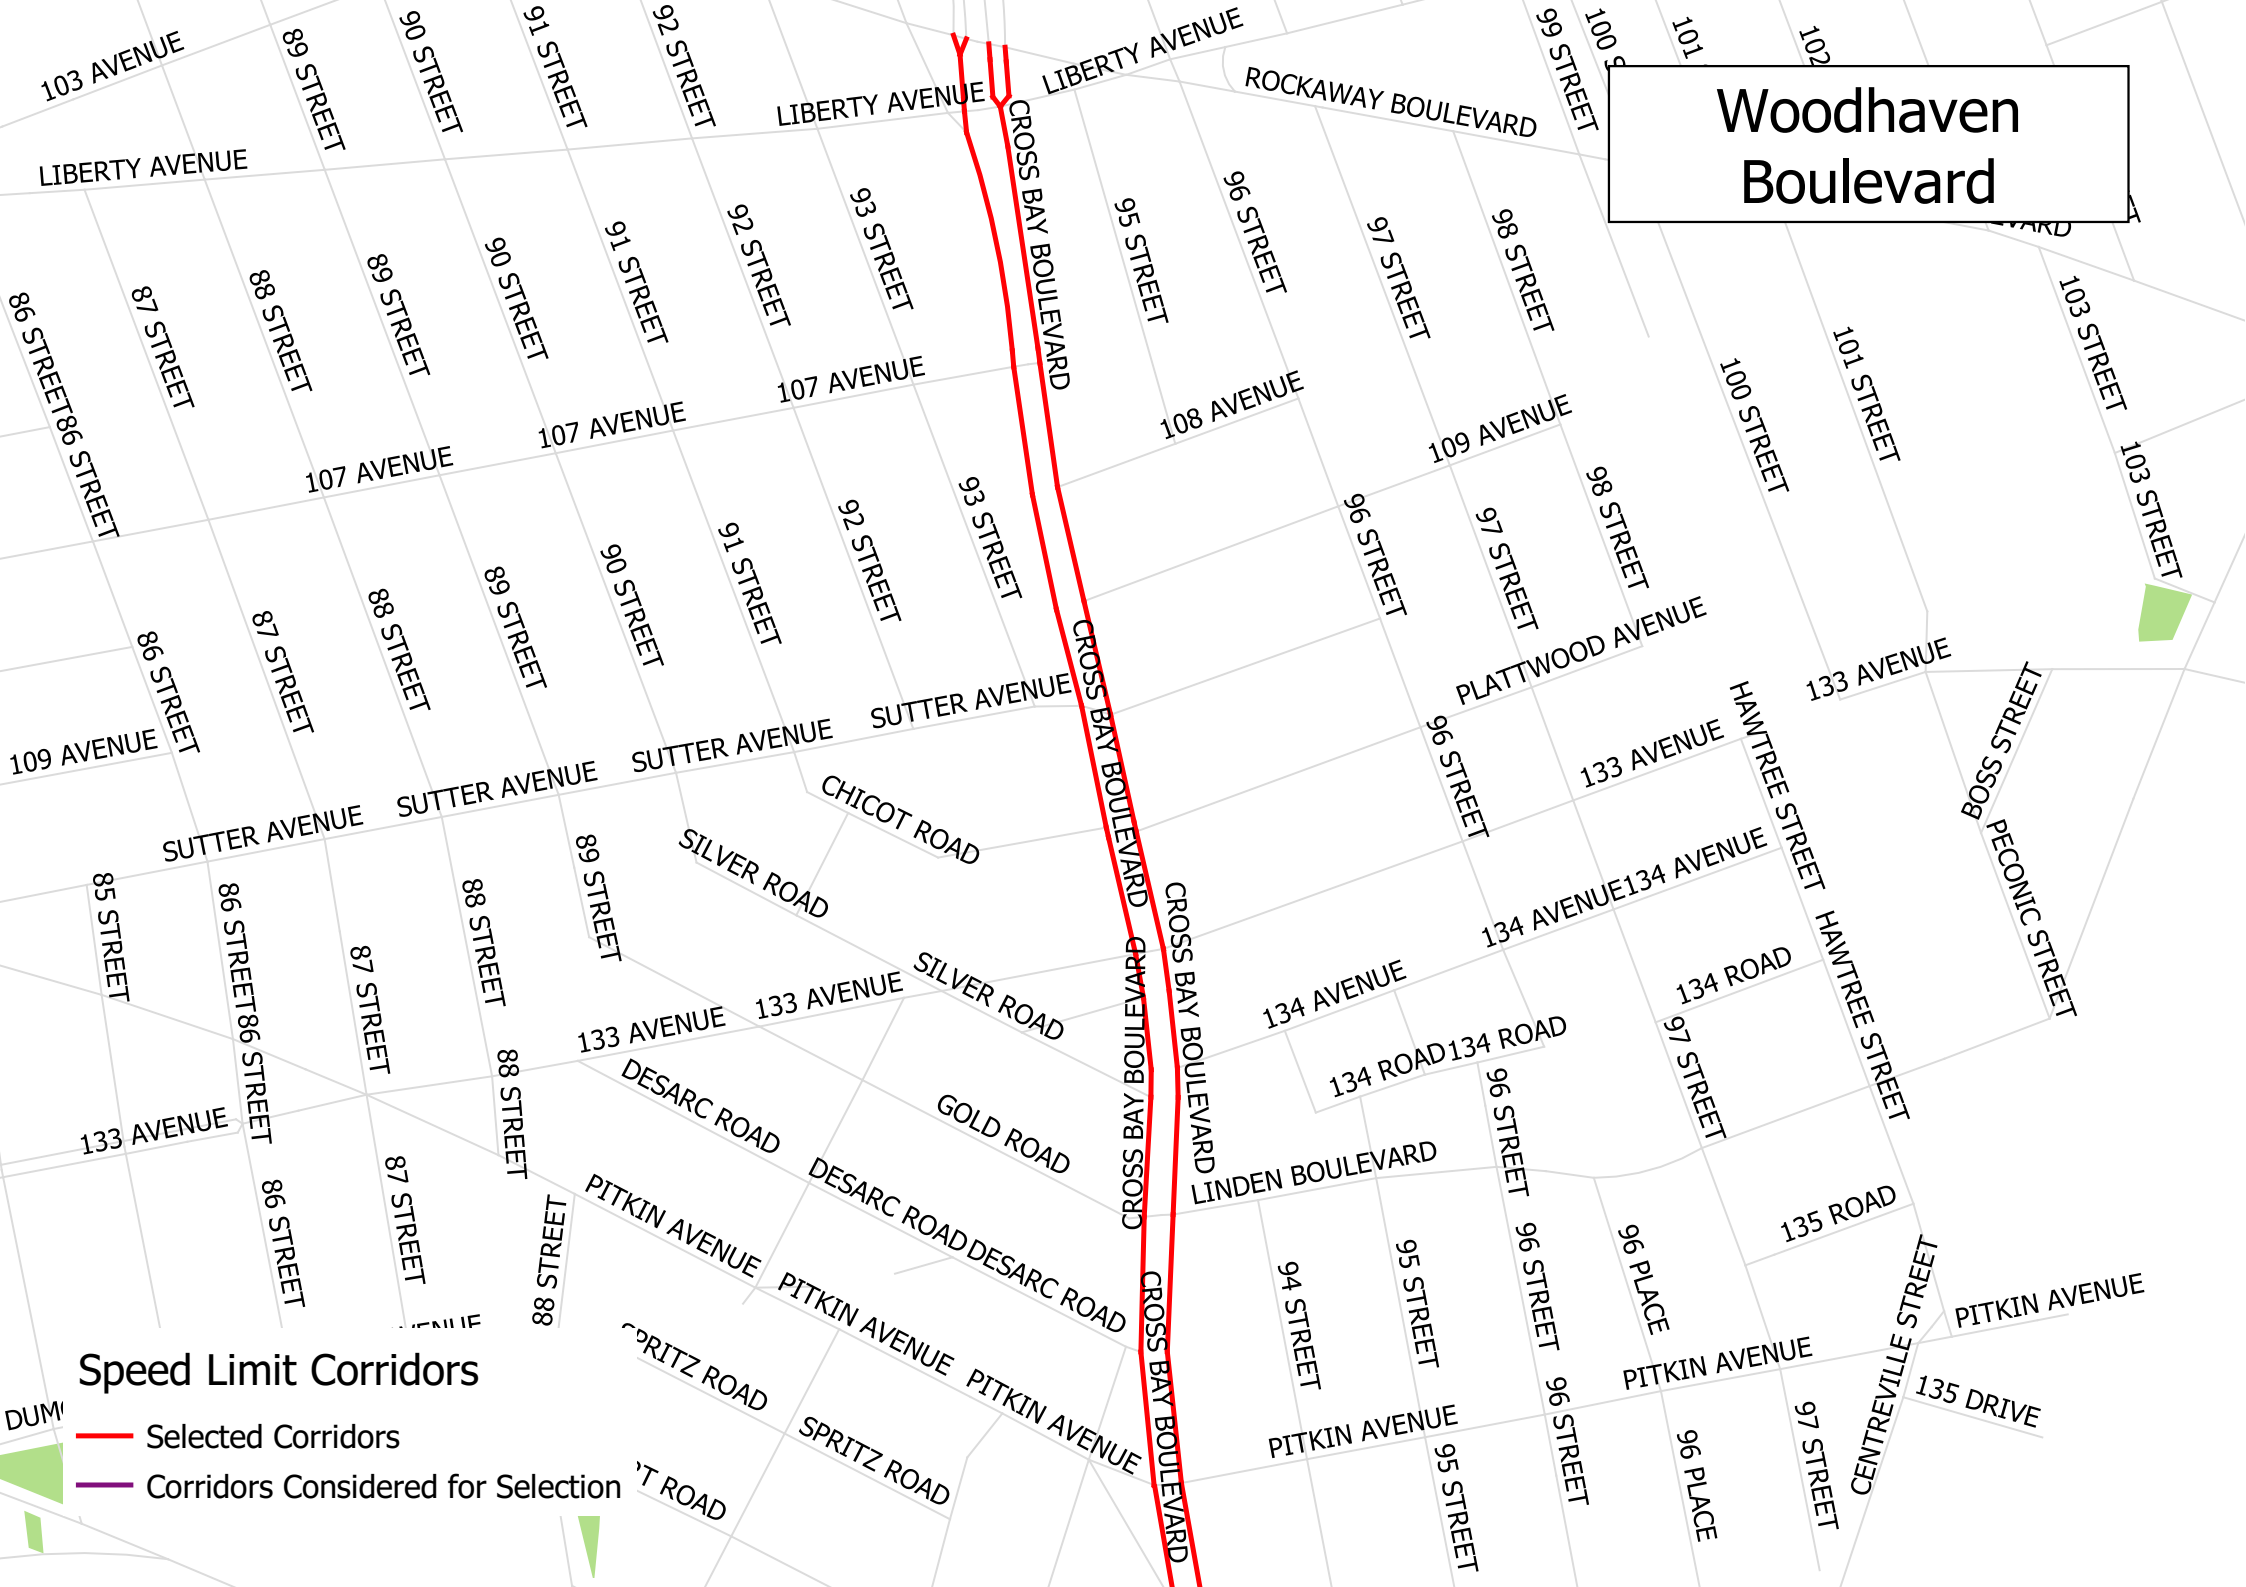 103 AVENUE
89 STREET
90 STREET
91 STREET
92 STREET
LIBERTY AVENUE
LIBERTY AVENUE
LIBERTY AVENUE
ROCKAWAY BOULEVARD
99 STREET
100 S
101
102
Woodhaven
Boulevard
86 STREET
86 STREET
87 STREET
88 STREET
89 STREET
90 STREET
91 STREET
92 STREET
93 STREET
CROSS BAY BOULEVARD
95 STREET
96 STREET
97 STREET
98 STREET
100 STREET
101 STREET
103 STREET
103 STREET
107 AVENUE
107 AVENUE
107 AVENUE
108 AVENUE
109 AVENUE
86 STREET
87 STREET
88 STREET
89 STREET
90 STREET
91 STREET
92 STREET
93 STREET
96 STREET
97 STREET
98 STREET
PLATTWOOD AVENUE
133 AVENUE
109 AVENUE
SUTTER AVENUE
SUTTER AVENUE
SUTTER AVENUE
SUTTER AVENUE
CROSS BAY BOULEVARD
96 STREET
133 AVENUE
HAWTREE STREET
BOSS STREET
PECONIC STREET
CHICOT ROAD
SILVER ROAD
SILVER ROAD
85 STREET
86 STREET
86 STREET
87 STREET
88 STREET
89 STREET
134 AVENUE
134 AVENUE
134 AVENUE
134 ROAD
HAWTREE STREET
CROSS BAY BOULEVARD
CROSS BAY BOULEVARD
133 AVENUE
133 AVENUE
133 AVENUE
134 ROAD
134 ROAD
97 STREET
88 STREET
DESARC ROAD
GOLD ROAD
LINDEN BOULEVARD
96 STREET
86 STREET
87 STREET
88 STREET
PITKIN AVENUE
DESARC ROAD
DESARC ROAD
PITKIN AVENUE
PITKIN AVENUE
CROSS BAY BOULEVARD
94 STREET
95 STREET
96 STREET
96 PLACE
135 ROAD
CENTREVILLE STREET
PITKIN AVENUE
PITKIN AVENUE
PITKIN AVENUE
135 DRIVE
95 STREET
96 STREET
96 PLACE
97 STREET
SPRITZ ROAD
SPRITZ ROAD
ROAD
Speed Limit Corridors
Selected Corridors
Corridors Considered for Selection